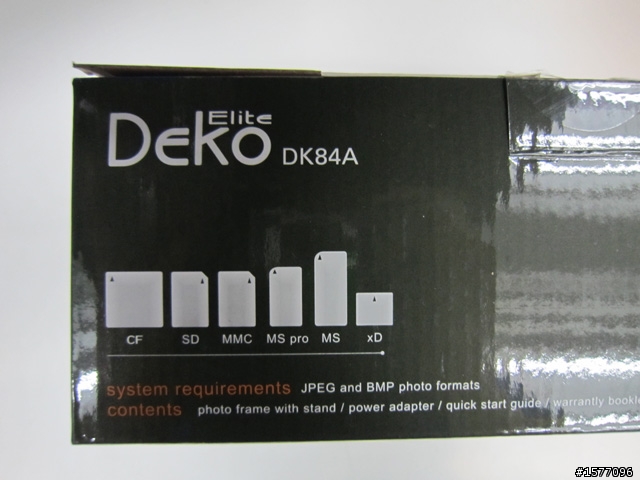 Elite
DEKO DK84A
CF SD MMC MS pro MS xD
system requirements JPEG and BMP photo formats
contents photo frame with stand / power adapter / quick start guide / warrantly bookle
#1577096